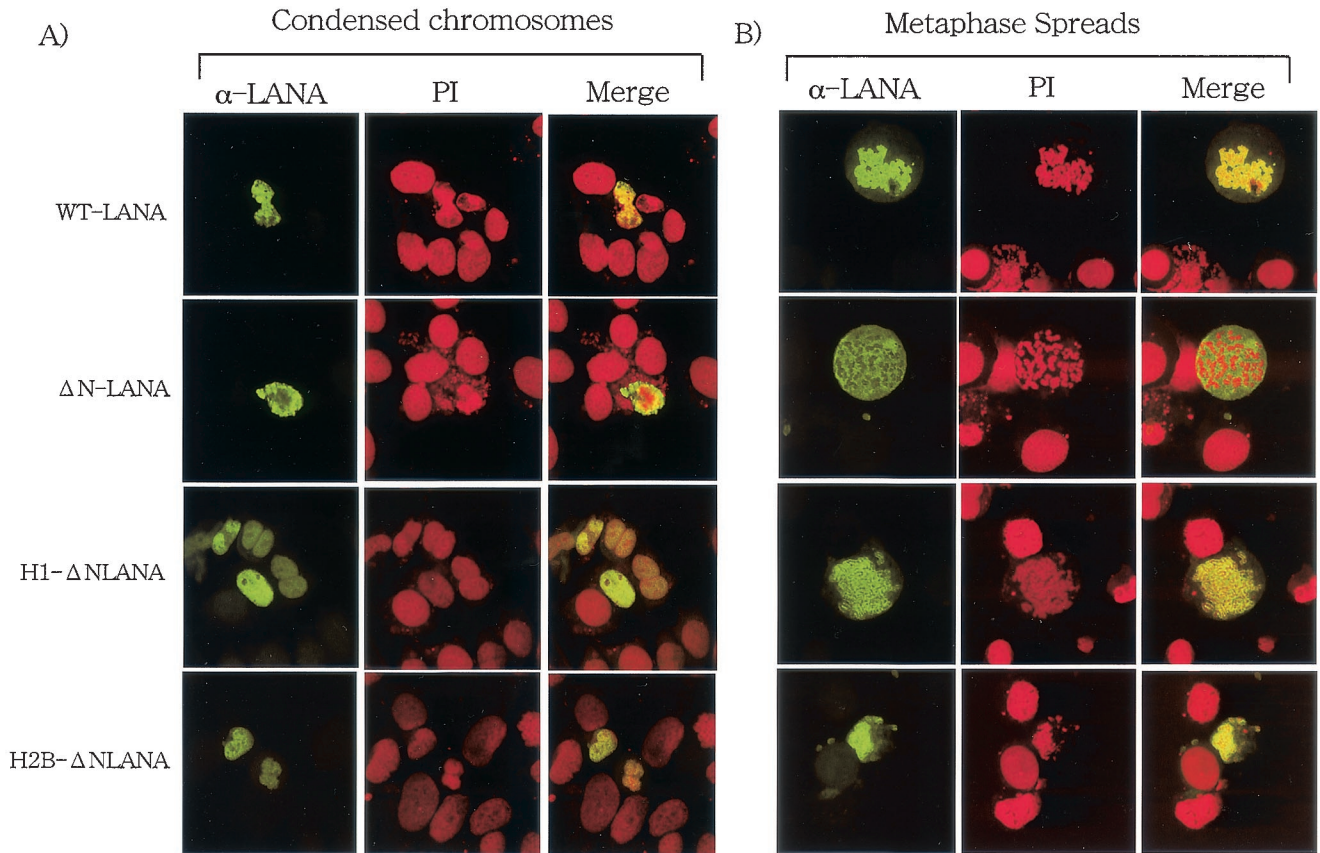 A)
Condensed chromosomes
α-LANA PI Merge
B)
Metaphase Spreads
α-LANA PI Merge
WT-LANA
ΔN-LANA
H1-ΔNLANA
H2B-ΔNLANA